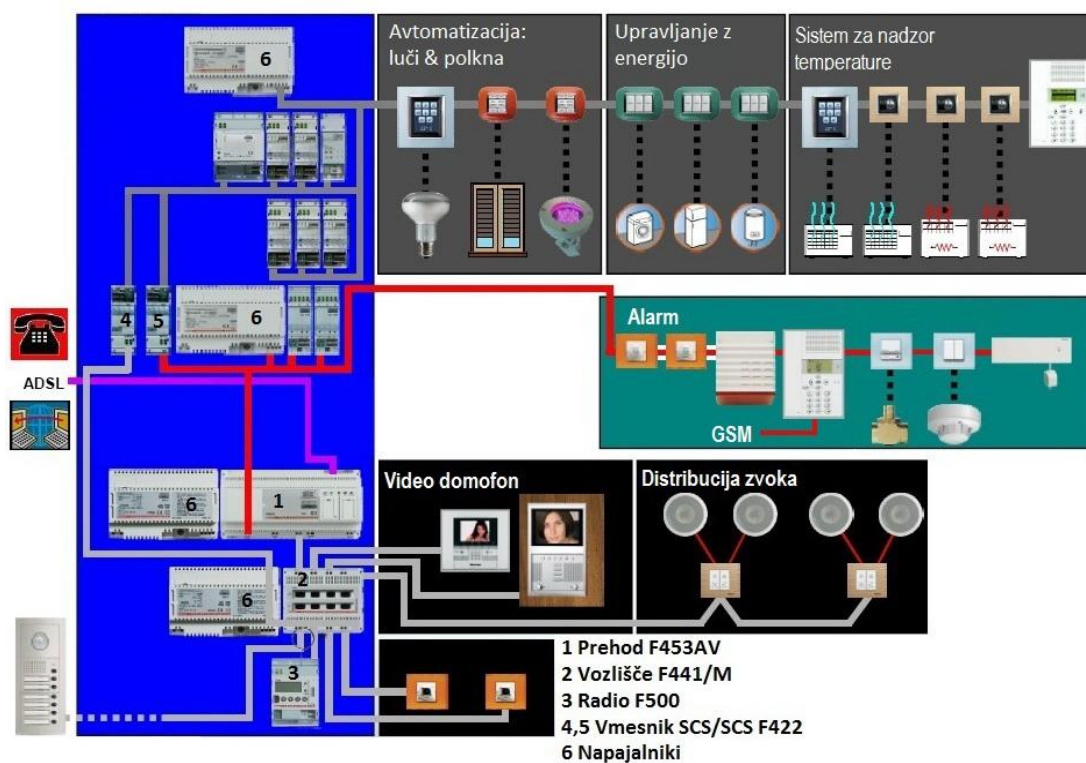 Avtomatizacija:
luči & polkna
Upravljanje z
energijo
Sistem za nadzor
temperature
6
4
5
6
Alarm
GSM
ADSL
6
1
Video domofon
Distribucija zvoka
2
6
3
1 Prehod F453AV
2 Vozlišče F441/M
3 Radio F500
4,5 Vmesnik SCS/SCS F422
6 Napajalniki